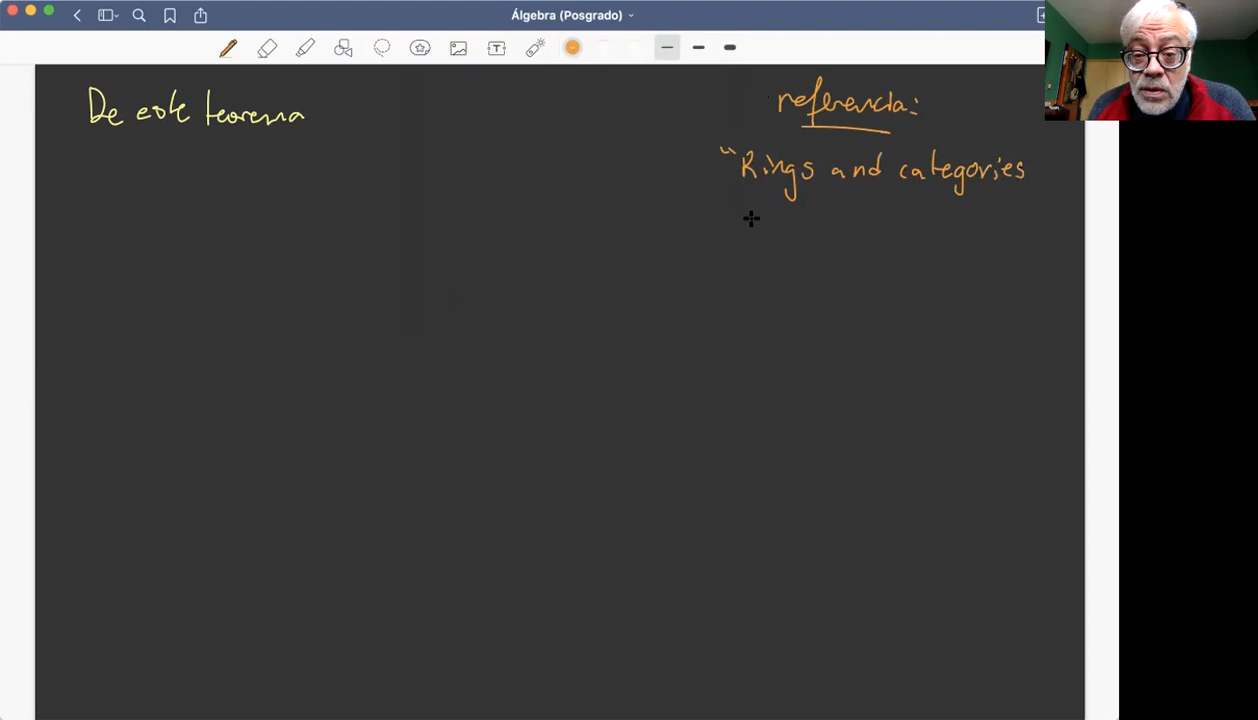 Álgebra (Posgrado)
De este teorema
referencia:
"Rings and categories